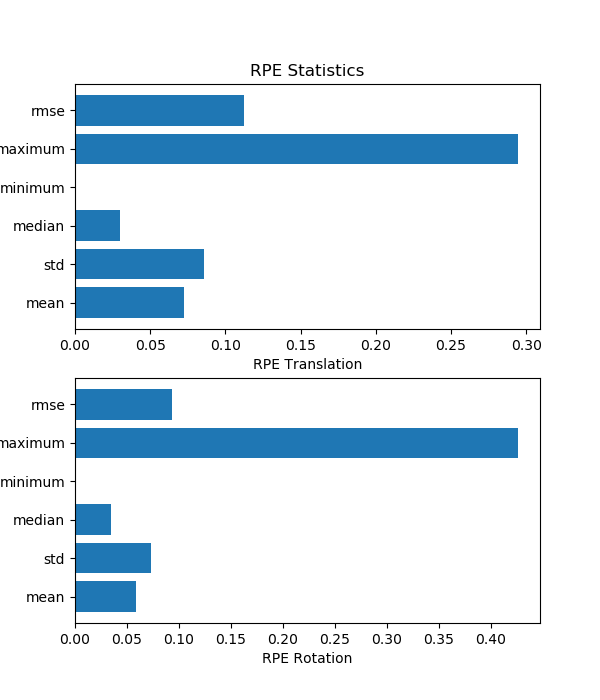 RPE Statistics
rmse
maximum
minimum
median
std
mean
0.00 0.05 0.10 0.15 0.20 0.25 0.30
RPE Translation
rmse
maximum
minimum
median
std
mean
0.00 0.05 0.10 0.15 0.20 0.25 0.30 0.35 0.40
RPE Rotation